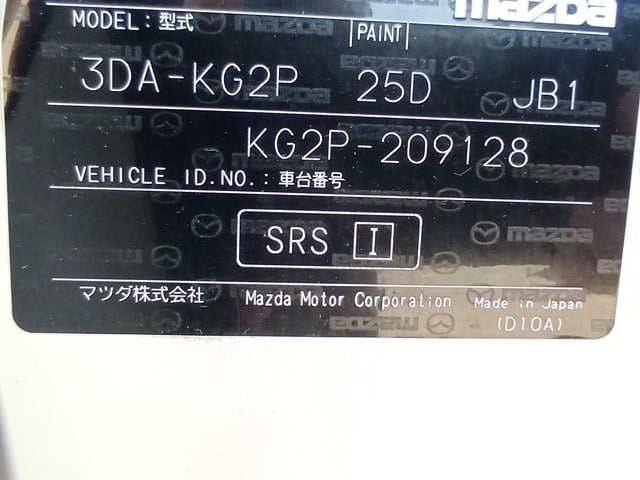 mazda
MODEL: 型式 PAINT
3DA-KG2P 25D JB1
KG2P-209128
VEHICLE ID.NO.: 車台番号
SRS I
マツダ株式会社 Mazda Motor Corporation Made in Japan
(D10A)